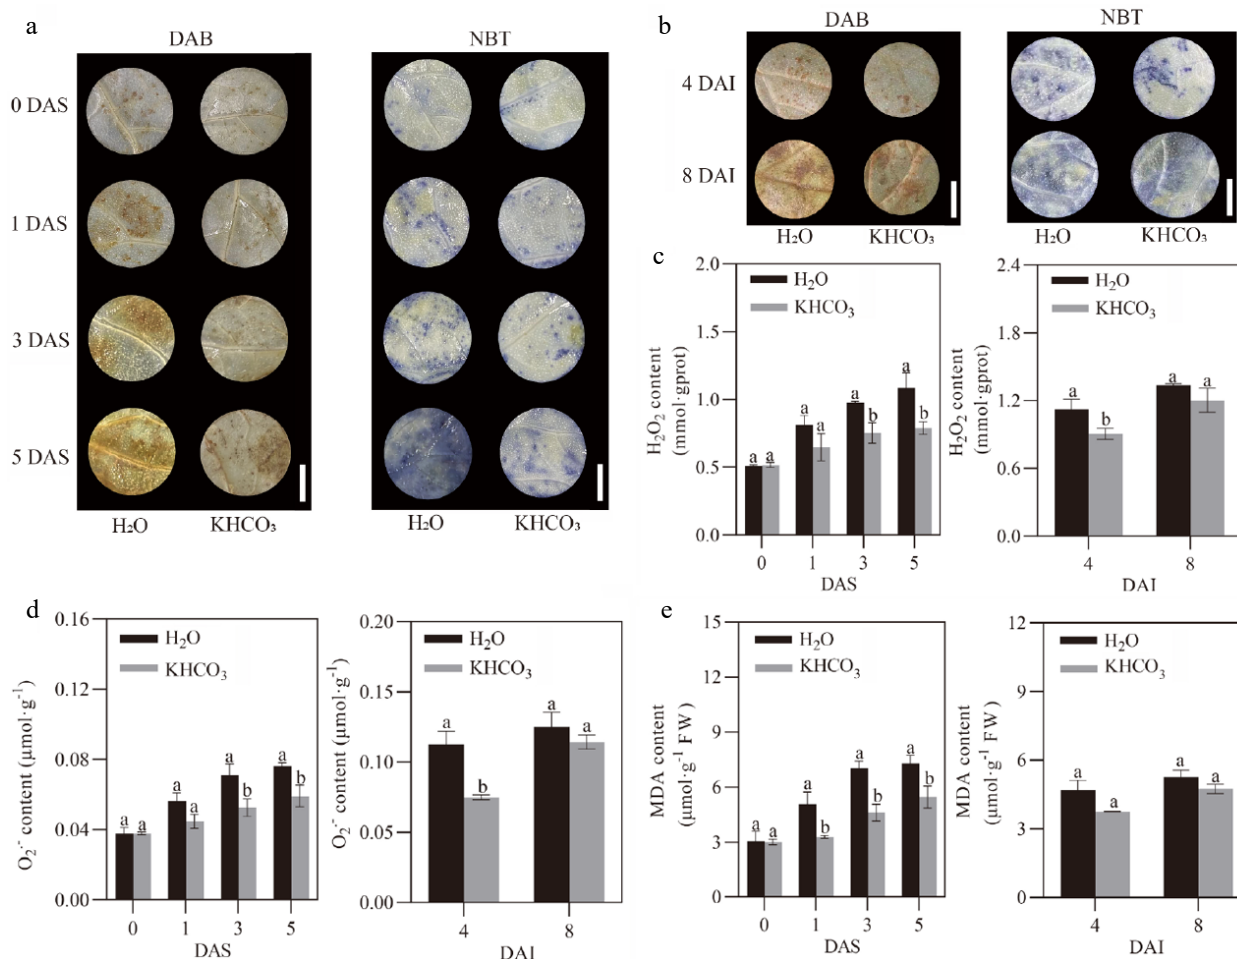 a
DAB
NBT
0 DAS
1 DAS
3 DAS
5 DAS
H₂O
KHCO₃
H₂O
KHCO₃
b
DAB
NBT
4 DAI
8 DAI
H₂O
KHCO₃
H₂O
KHCO₃
c
H₂O₂ content
(mmol·gprot)
2.0
1.5
1.0
0.5
0.0
H₂O
KHCO₃
a a
a a
a b
a b
0 1 3 5
DAS
H₂O₂ content
(mmol·gprot)
2.4
1.8
1.2
0.6
0.0
H₂O
KHCO₃
a b
a a
4 8
DAI
d
O₂·⁻ content (μmol·g⁻¹)
0.16
0.12
0.08
0.04
0.00
H₂O
KHCO₃
a a
a a
a b
a b
0 1 3 5
DAS
O₂·⁻ content (μmol·g⁻¹)
0.20
0.15
0.10
0.05
0.00
H₂O
KHCO₃
a b
a a
4 8
DAI
e
MDA content
(μmol·g⁻¹ FW)
15
12
9
6
3
0
H₂O
KHCO₃
a a
a b
a b
a b
0 1 3 5
DAS
MDA content
(μmol·g⁻¹ FW)
12
9
6
3
0
H₂O
KHCO₃
a a
a a
4 8
DAI